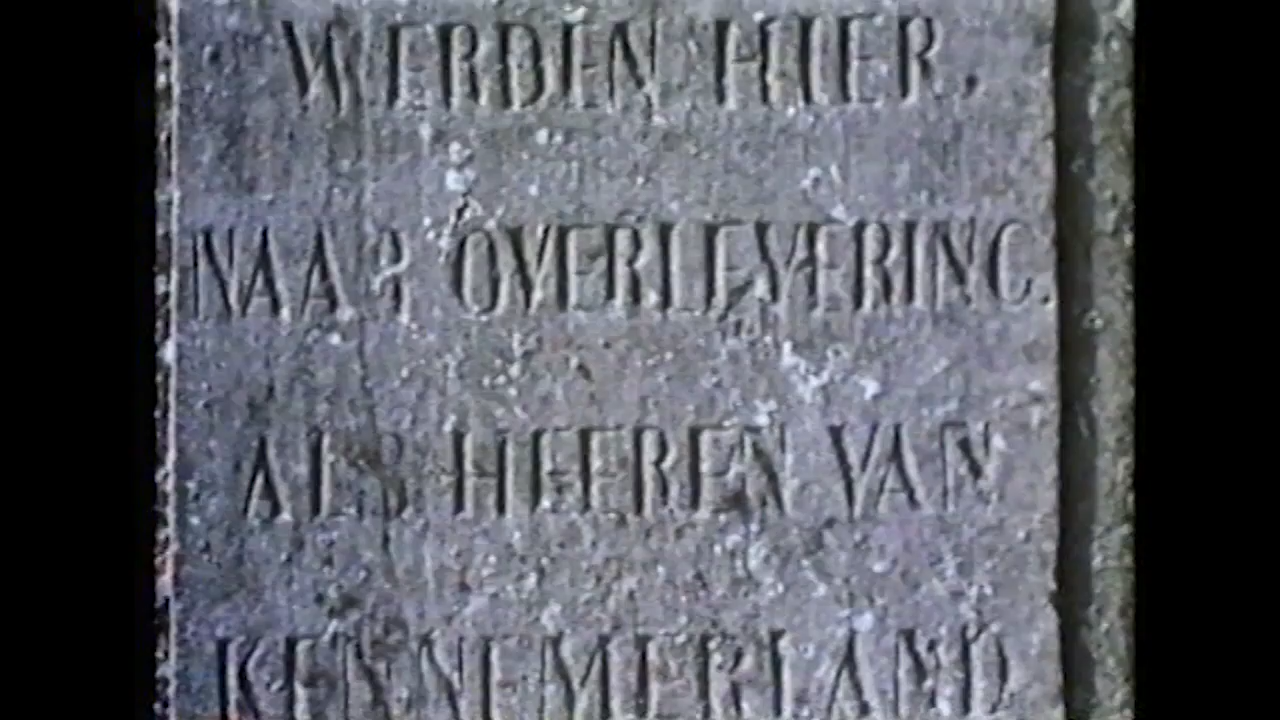 WERDEN HIER,
NAAR OVERLEVERING,
ALS HEEREN VAN
KENNEMERLAND